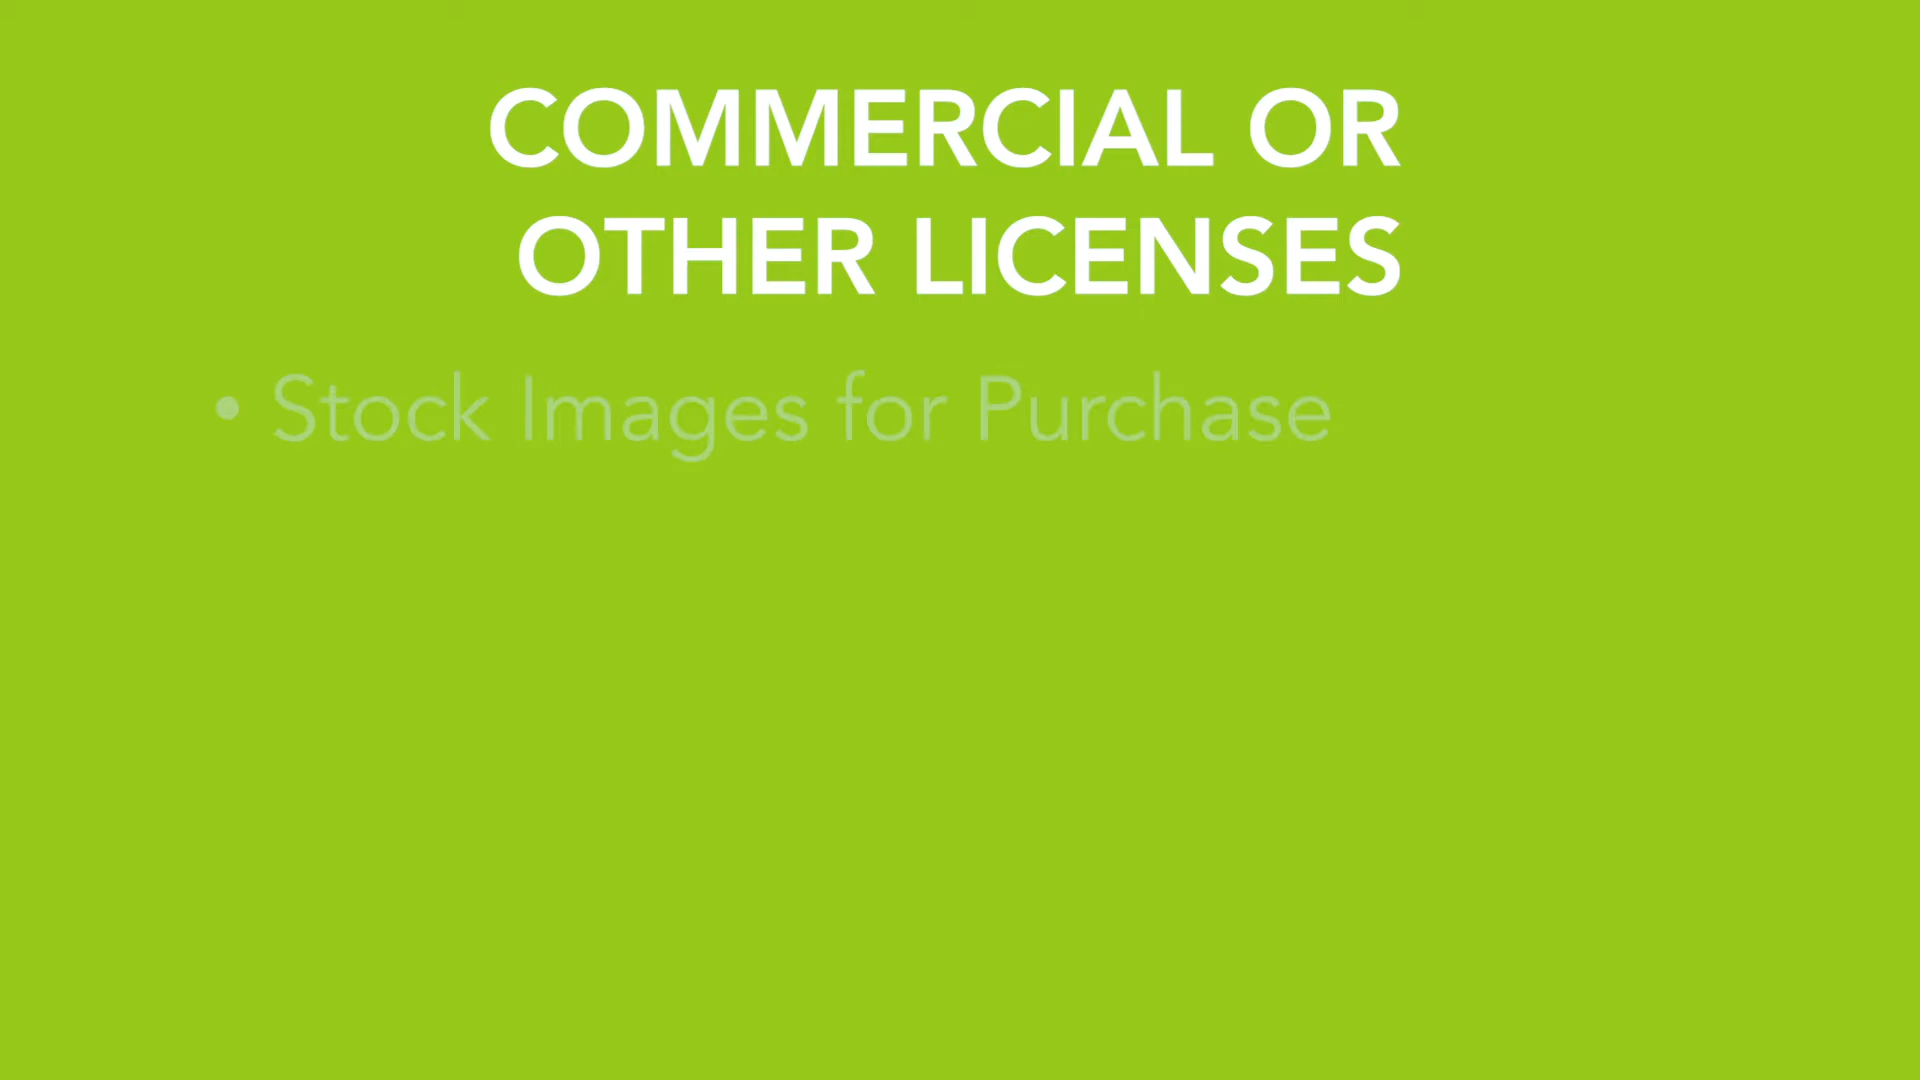 COMMERCIAL OR
OTHER LICENSES
• Stock Images for Purchase